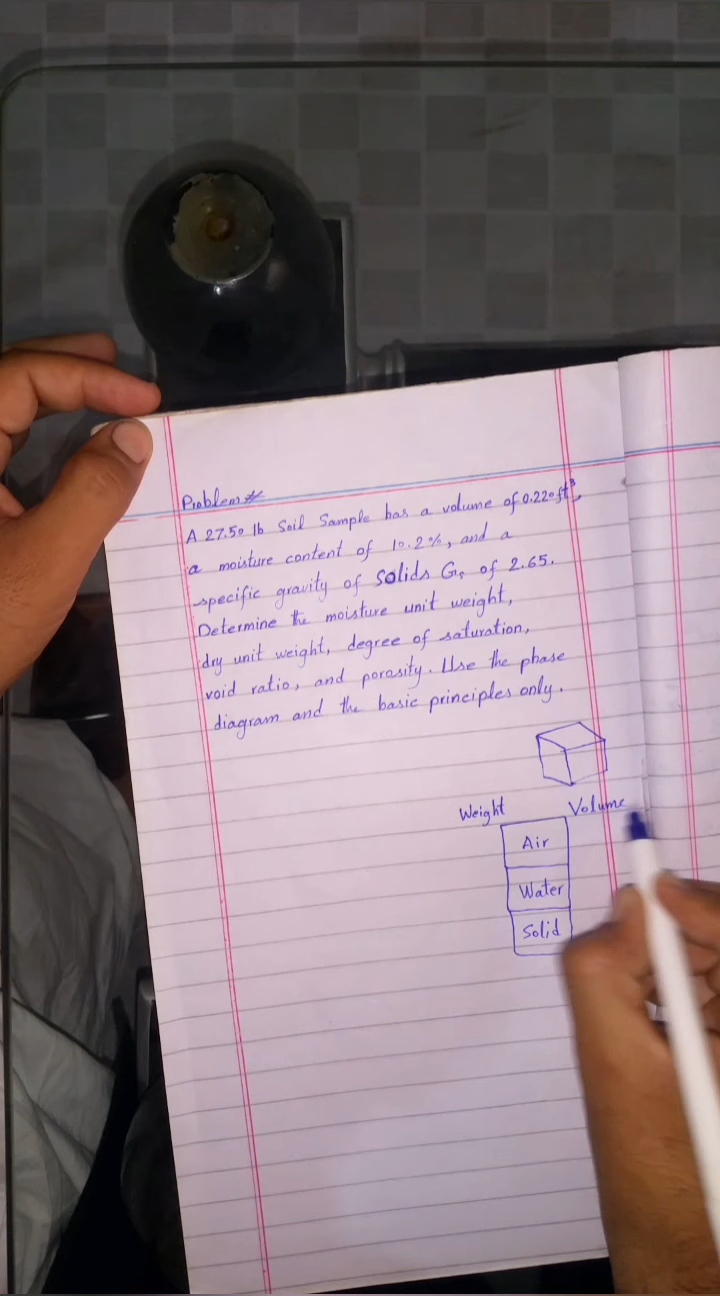 Problem #
A 27.50 lb Soil Sample has a volume of 0.220 ft³,
a moisture content of 10.2%, and a
specific gravity of Solids Gs of 2.65.
Determine the moisture unit weight,
dry unit weight, degree of saturation,
void ratio, and porosity. Use the phase
diagram and the basic principles only.
Weight Volume
Air
Water
Solid